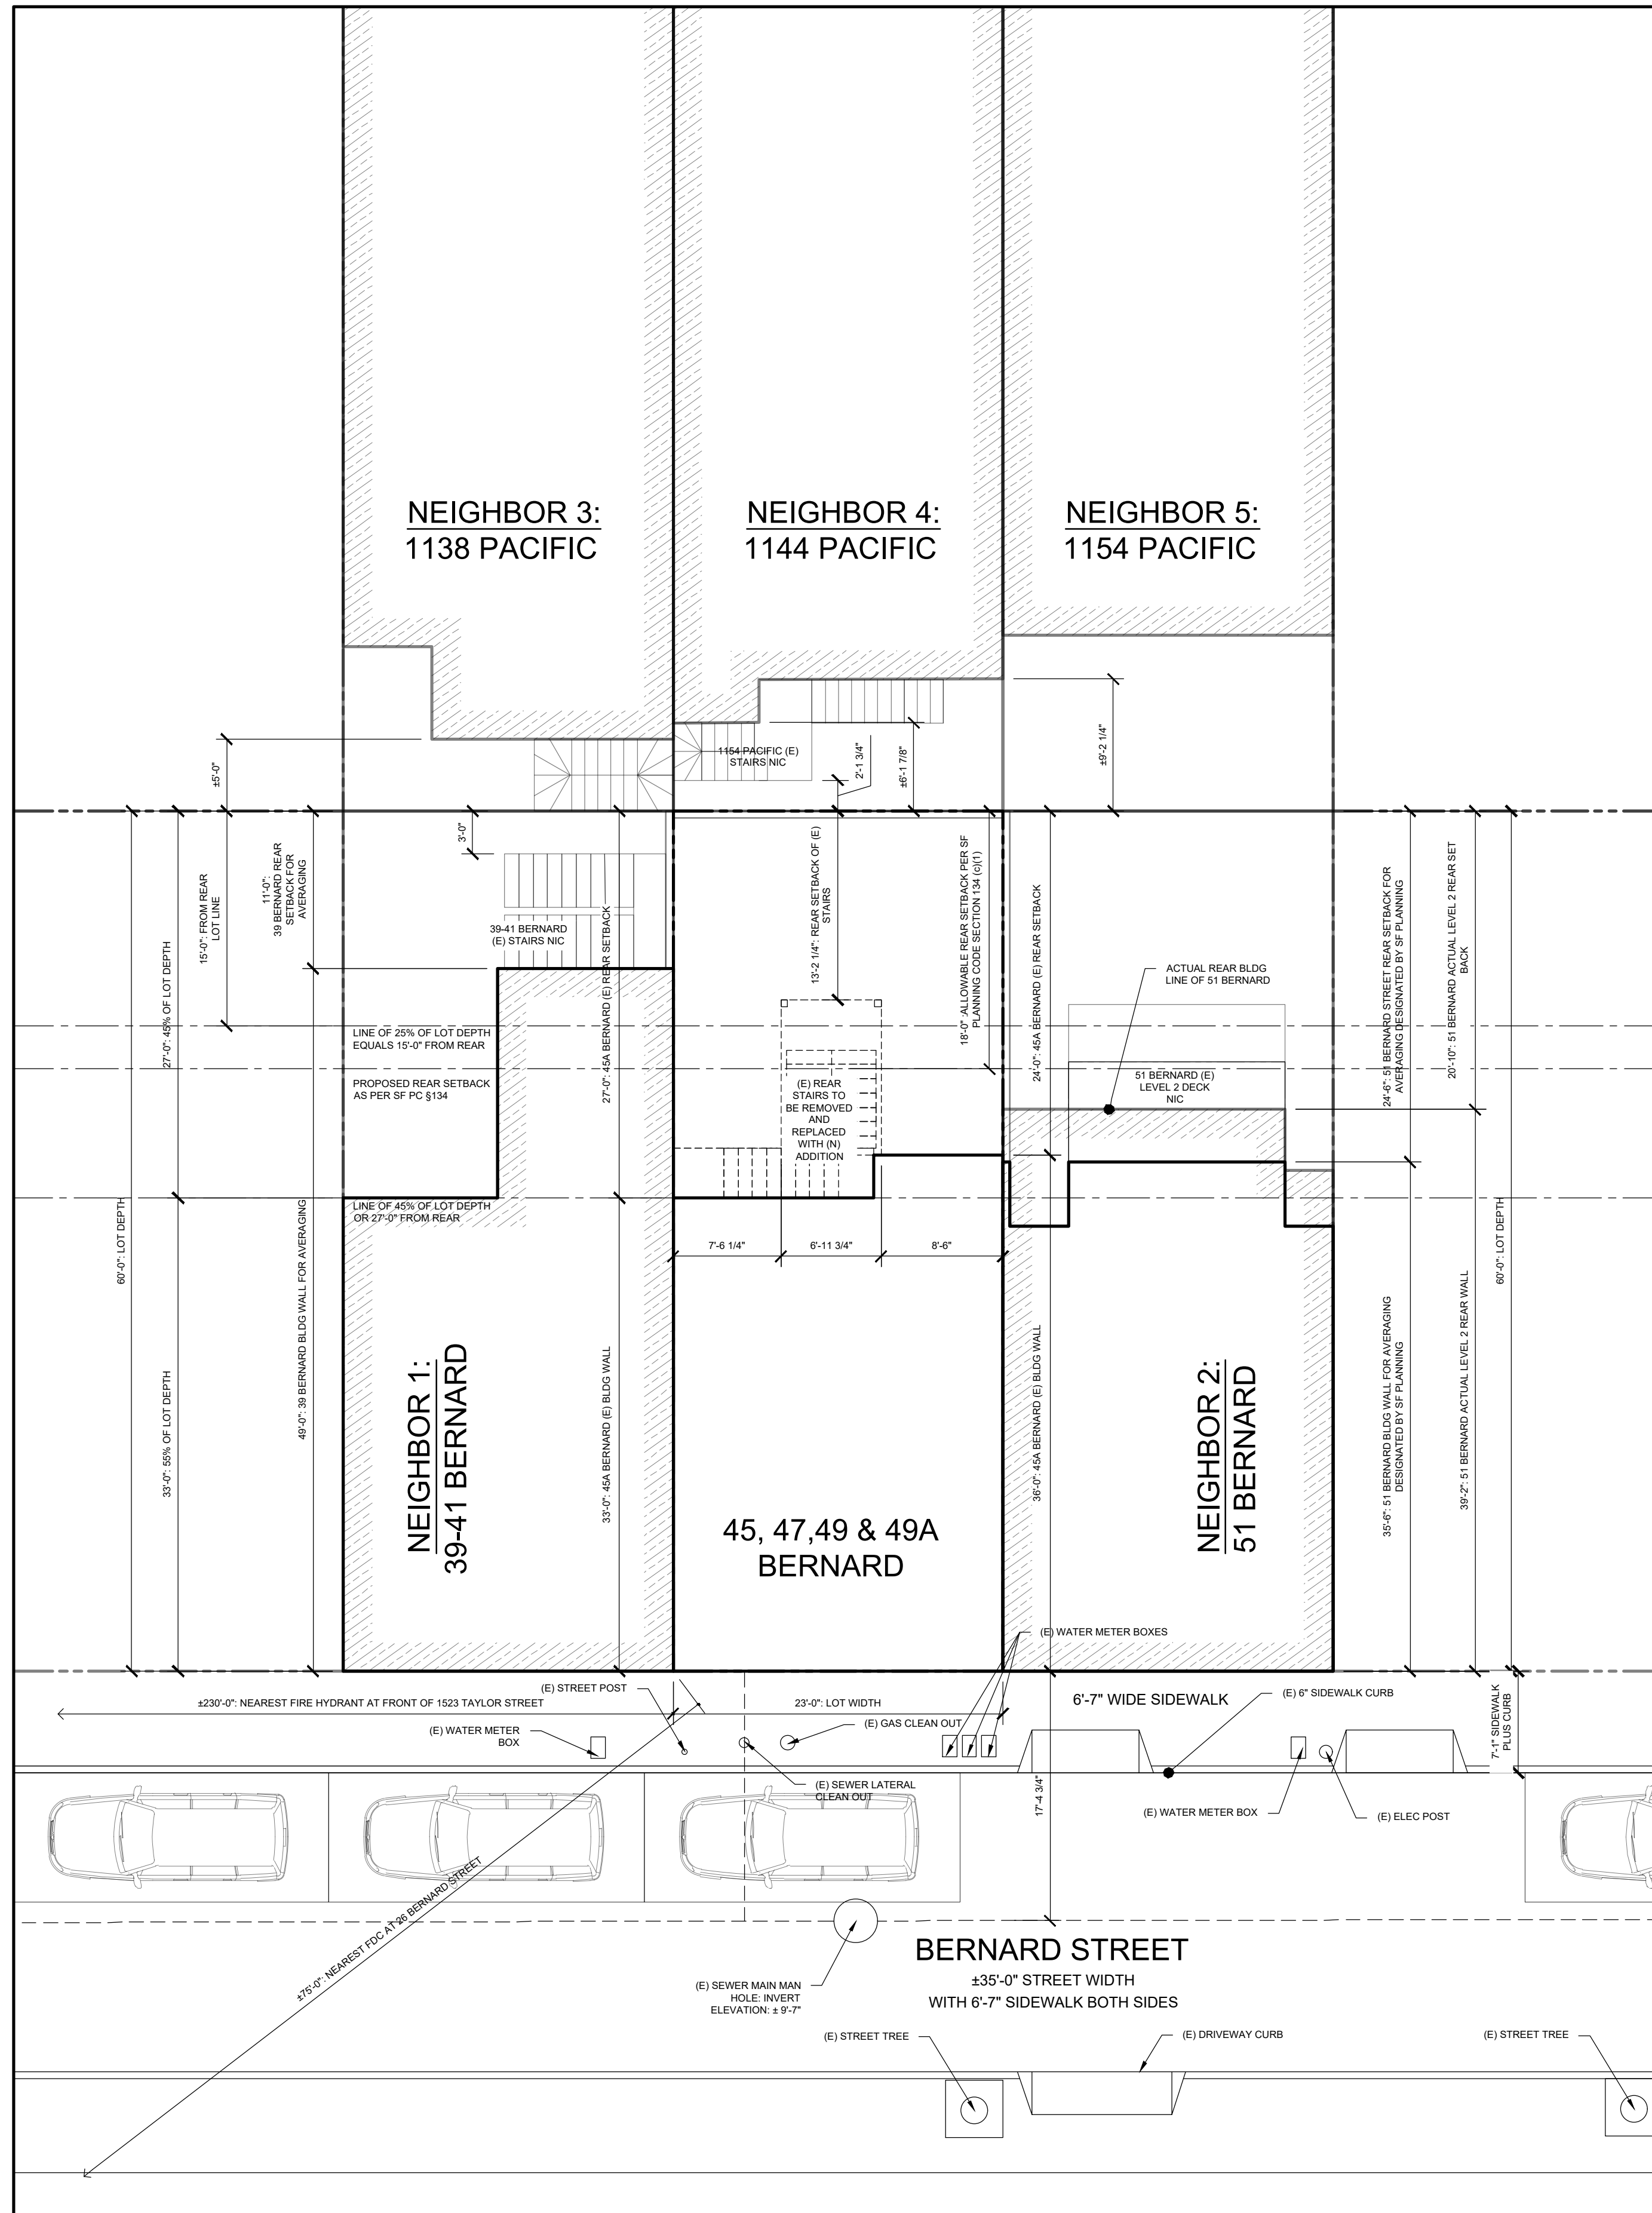 NEIGHBOR 3:
1138 PACIFIC
NEIGHBOR 4:
1144 PACIFIC
NEIGHBOR 5:
1154 PACIFIC
±5'-0"
1154 PACIFIC (E)
STAIRS NIC
2'-1 3/4"
±6'-1 7/8"
±9'-2 1/4"
60'-0": LOT DEPTH
27'-0": 45% OF LOT DEPTH
33'-0": 55% OF LOT DEPTH
15'-0": FROM REAR
LOT LINE
11'-0":
39 BERNARD REAR
SETBACK FOR
AVERAGING
49'-0": 39 BERNARD BLDG WALL FOR AVERAGING
3'-0"
39-41 BERNARD
(E) STAIRS NIC
LINE OF 25% OF LOT DEPTH
EQUALS 15'-0" FROM REAR
PROPOSED REAR SETBACK
AS PER SF PC §134
LINE OF 45% OF LOT DEPTH
OR 27'-0" FROM REAR
27'-0": 45A BERNARD (E) REAR SETBACK
33'-0": 45A BERNARD (E) BLDG WALL
13'-2 1/4": REAR SETBACK OF (E)
STAIRS
18'-0" :ALLOWABLE REAR SETBACK PER SF
PLANNING CODE SECTION 134 (c)(1)
(E) REAR
STAIRS TO
BE REMOVED
AND
REPLACED
WITH (N)
ADDITION
7'-6 1/4"
6'-11 3/4"
8'-6"
24'-0": 45A BERNARD (E) REAR SETBACK
36'-0": 45A BERNARD (E) BLDG WALL
ACTUAL REAR BLDG
LINE OF 51 BERNARD
51 BERNARD (E)
LEVEL 2 DECK
NIC
24'-6": 51 BERNARD STREET REAR SETBACK FOR
AVERAGING DESIGNATED BY SF PLANNING
20'-10": 51 BERNARD ACTUAL LEVEL 2 REAR SET
BACK
35'-6": 51 BERNARD BLDG WALL FOR AVERAGING
DESIGNATED BY SF PLANNING
39'-2": 51 BERNARD ACTUAL LEVEL 2 REAR WALL
60'-0": LOT DEPTH
NEIGHBOR 1:
39-41 BERNARD
45, 47,49 & 49A
BERNARD
NEIGHBOR 2:
51 BERNARD
(E) WATER METER BOXES
(E) STREET POST
±230'-0": NEAREST FIRE HYDRANT AT FRONT OF 1523 TAYLOR STREET
23'-0": LOT WIDTH
6'-7" WIDE SIDEWALK
(E) 6" SIDEWALK CURB
7'-1" SIDEWALK
PLUS CURB
(E) WATER METER
BOX
(E) GAS CLEAN OUT
(E) SEWER LATERAL
CLEAN OUT
17'-4 3/4"
(E) WATER METER BOX
(E) ELEC POST
±75'-0": NEAREST FDC AT 26 BERNARD STREET
BERNARD STREET
±35'-0" STREET WIDTH
WITH 6'-7" SIDEWALK BOTH SIDES
(E) SEWER MAIN MAN
HOLE: INVERT
ELEVATION: ± 9'-7"
(E) STREET TREE
(E) DRIVEWAY CURB
(E) STREET TREE